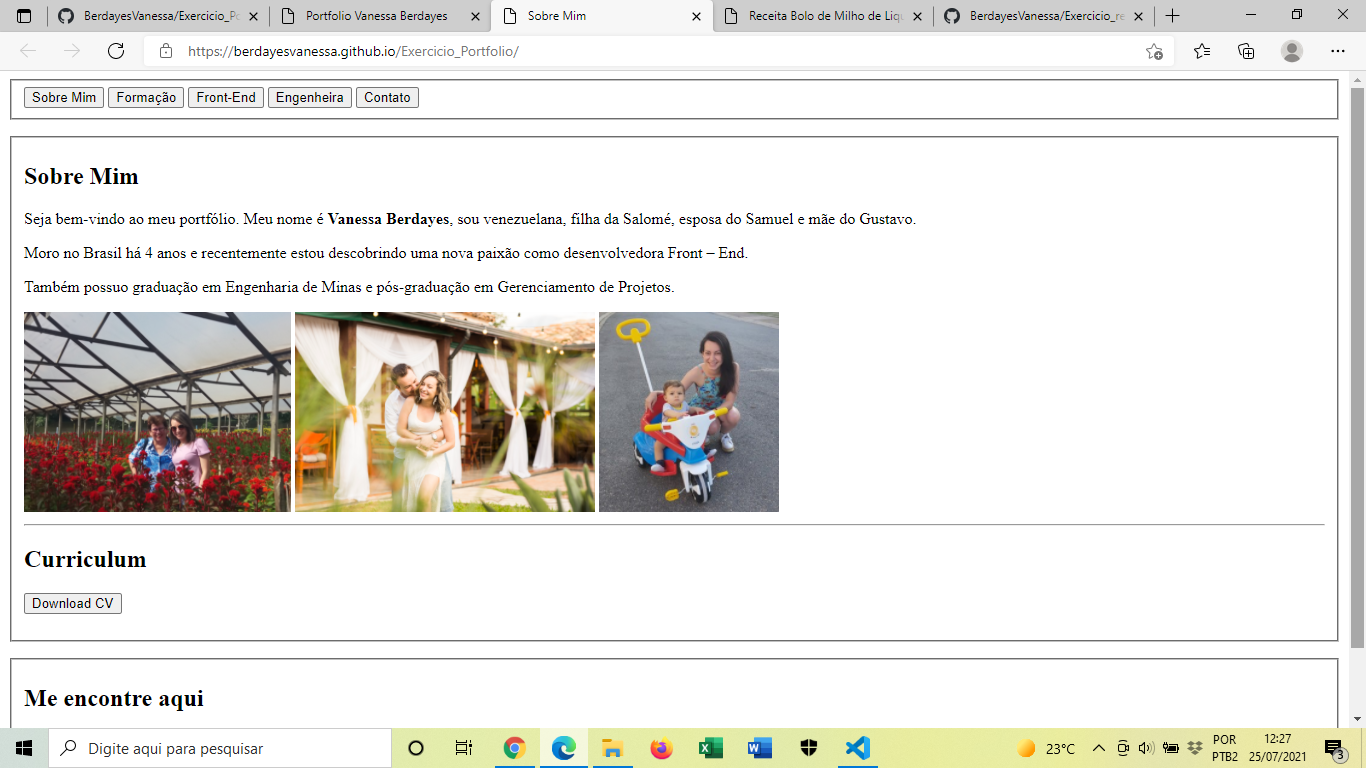 BerdayesVanessa/Exercicio_Po
Portfolio Vanessa Berdayes
Sobre Mim
Receita Bolo de Milho de Liqu
BerdayesVanessa/Exercicio_re
https://berdayesvanessa.github.io/Exercicio_Portfolio/
Sobre Mim
Formação
Front-End
Engenheira
Contato
Sobre Mim
Seja bem-vindo ao meu portfólio. Meu nome é Vanessa Berdayes, sou venezuelana, filha da Salomé, esposa do Samuel e mãe do Gustavo.
Moro no Brasil há 4 anos e recentemente estou descobrindo uma nova paixão como desenvolvedora Front – End.
Também possuo graduação em Engenharia de Minas e pós-graduação em Gerenciamento de Projetos.
Curriculum
Download CV
Me encontre aqui
Digite aqui para pesquisar
23°C
POR
PTB2
12:27
25/07/2021
3